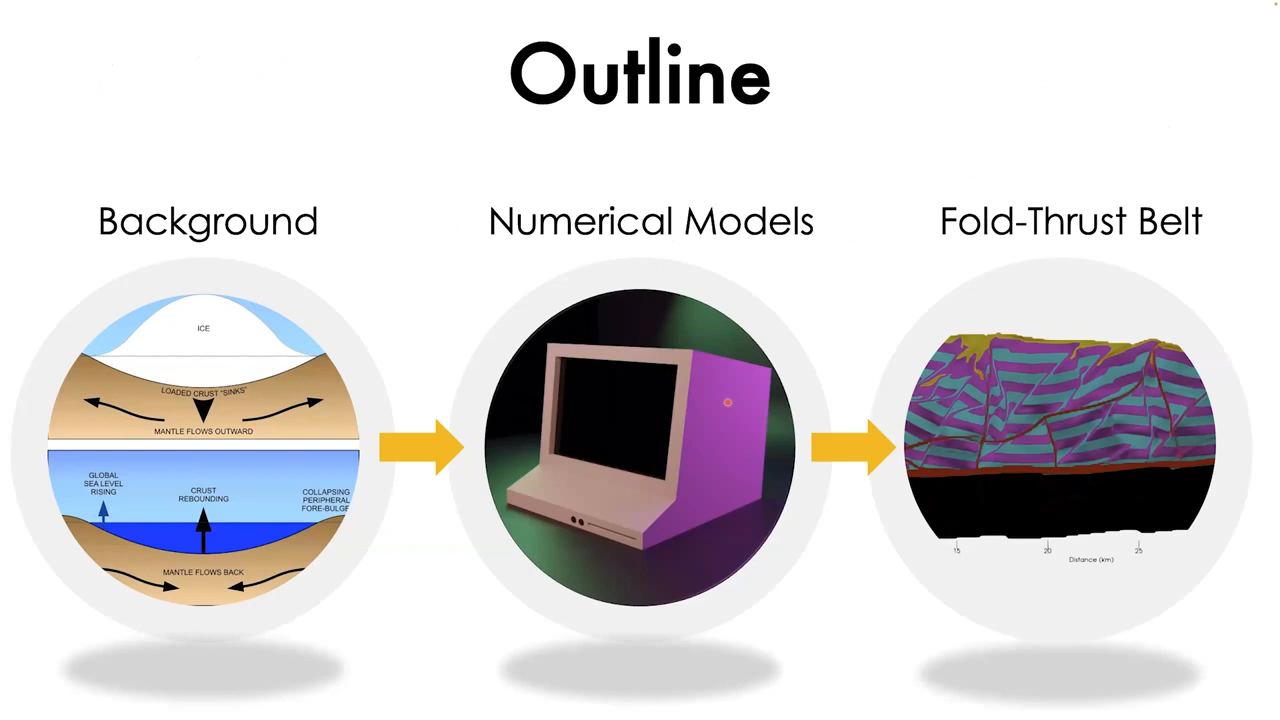 Outline
Background
Numerical Models
Fold-Thrust Belt
ICE
LOADED CRUST "SINKS"
MANTLE FLOWS OUTWARD
GLOBAL
SEA LEVEL
RISING
CRUST
REBOUNDING
COLLAPSING
PERIPHERAL
FORE-BULGE
MANTLE FLOWS BACK
15
20
25
Distance (km)